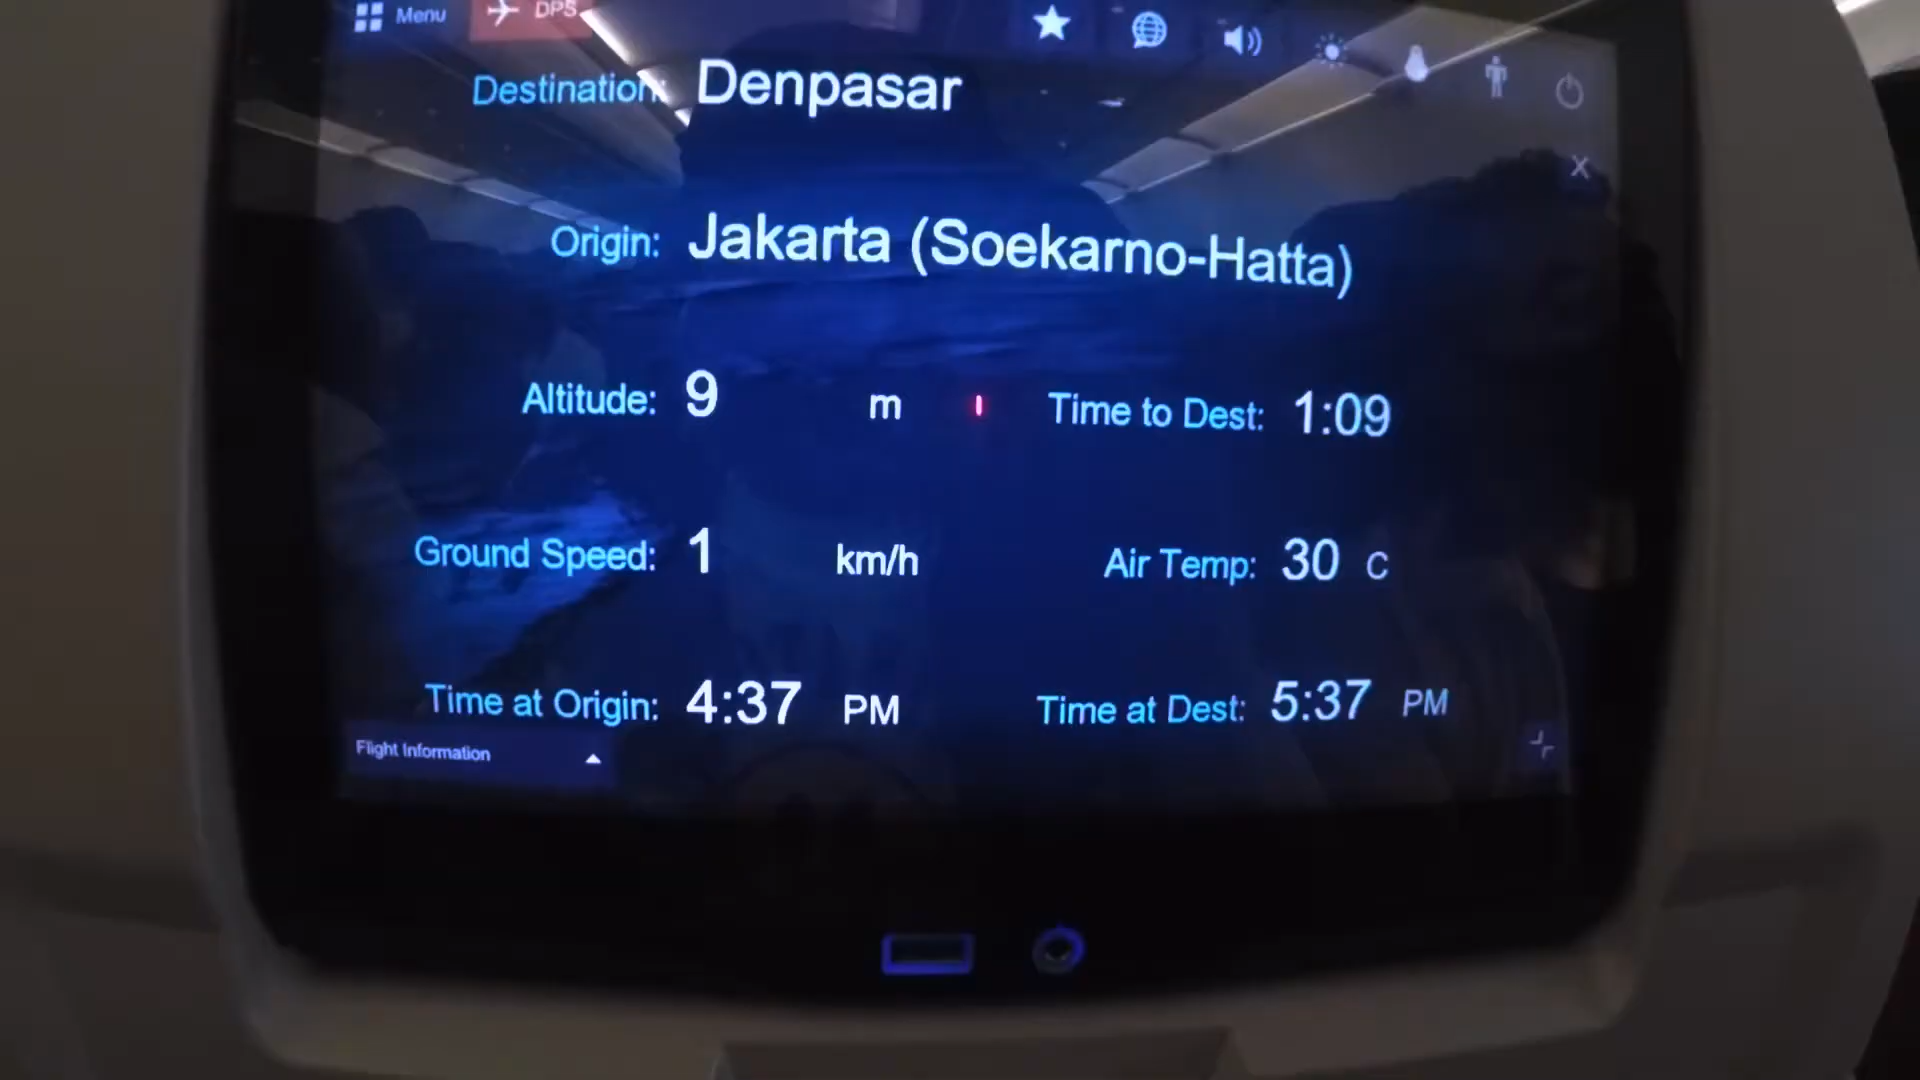 Menu DPS
Destination: Denpasar
Origin: Jakarta (Soekarno-Hatta)
Altitude: 9 m Time to Dest: 1:09
Ground Speed: 1 km/h Air Temp: 30 C
Time at Origin: 4:37 PM Time at Dest: 5:37 PM
Flight Information